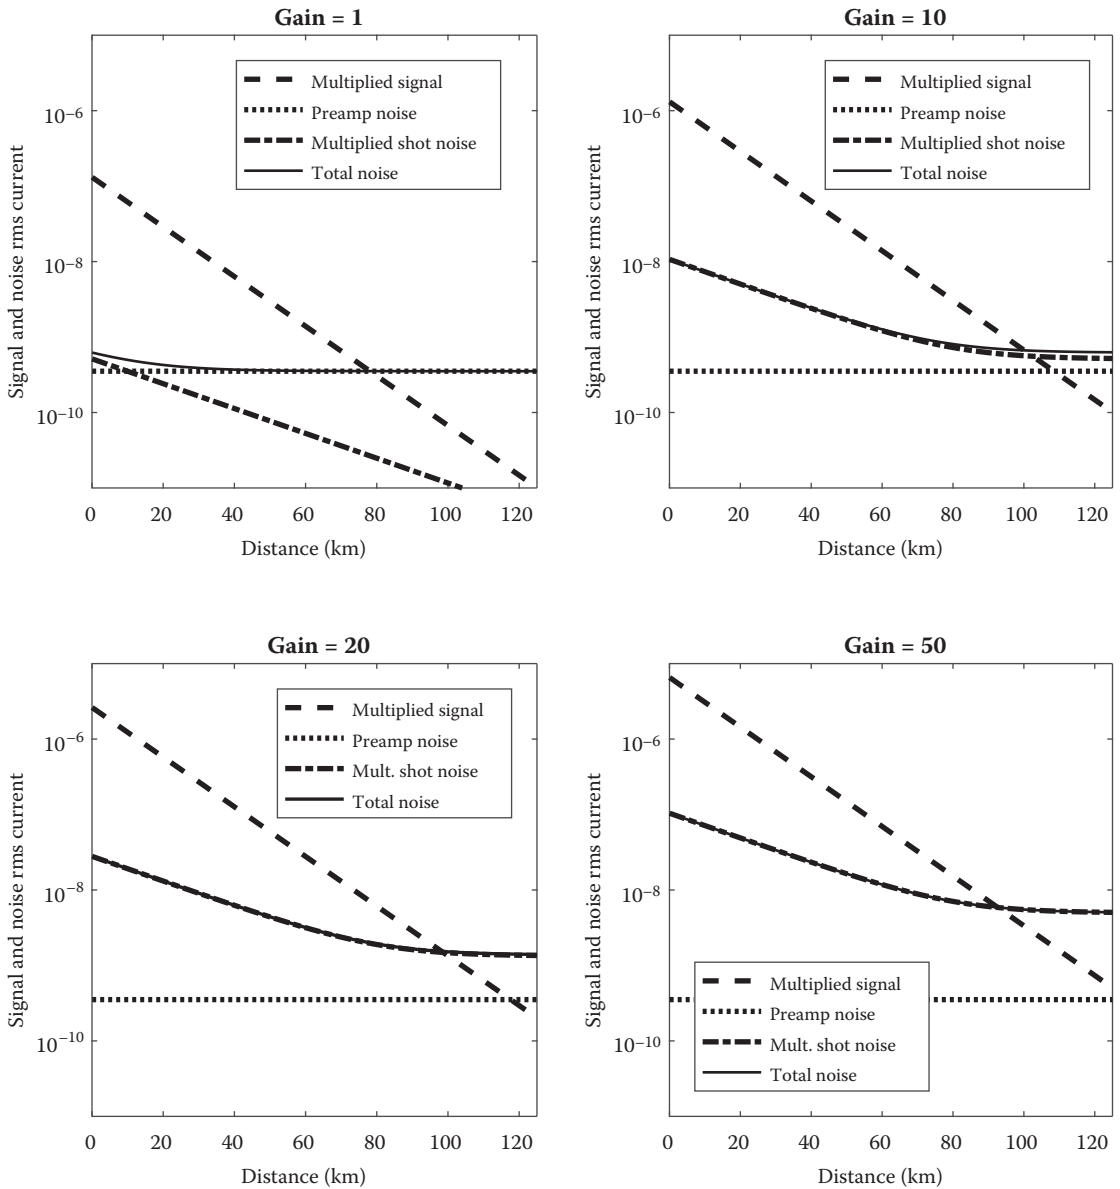 Gain = 1
Signal and noise rms current
10⁻⁶
10⁻⁸
10⁻¹⁰
Multiplied signal
Preamp noise
Multiplied shot noise
Total noise
0 20 40 60 80 100 120
Distance (km)
Gain = 10
Signal and noise rms current
10⁻⁶
10⁻⁸
10⁻¹⁰
Multiplied signal
Preamp noise
Multiplied shot noise
Total noise
0 20 40 60 80 100 120
Distance (km)
Gain = 20
Signal and noise rms current
10⁻⁶
10⁻⁸
10⁻¹⁰
Multiplied signal
Preamp noise
Mult. shot noise
Total noise
0 20 40 60 80 100 120
Distance (km)
Gain = 50
Signal and noise rms current
10⁻⁶
10⁻⁸
10⁻¹⁰
Multiplied signal
Preamp noise
Mult. shot noise
Total noise
0 20 40 60 80 100 120
Distance (km)